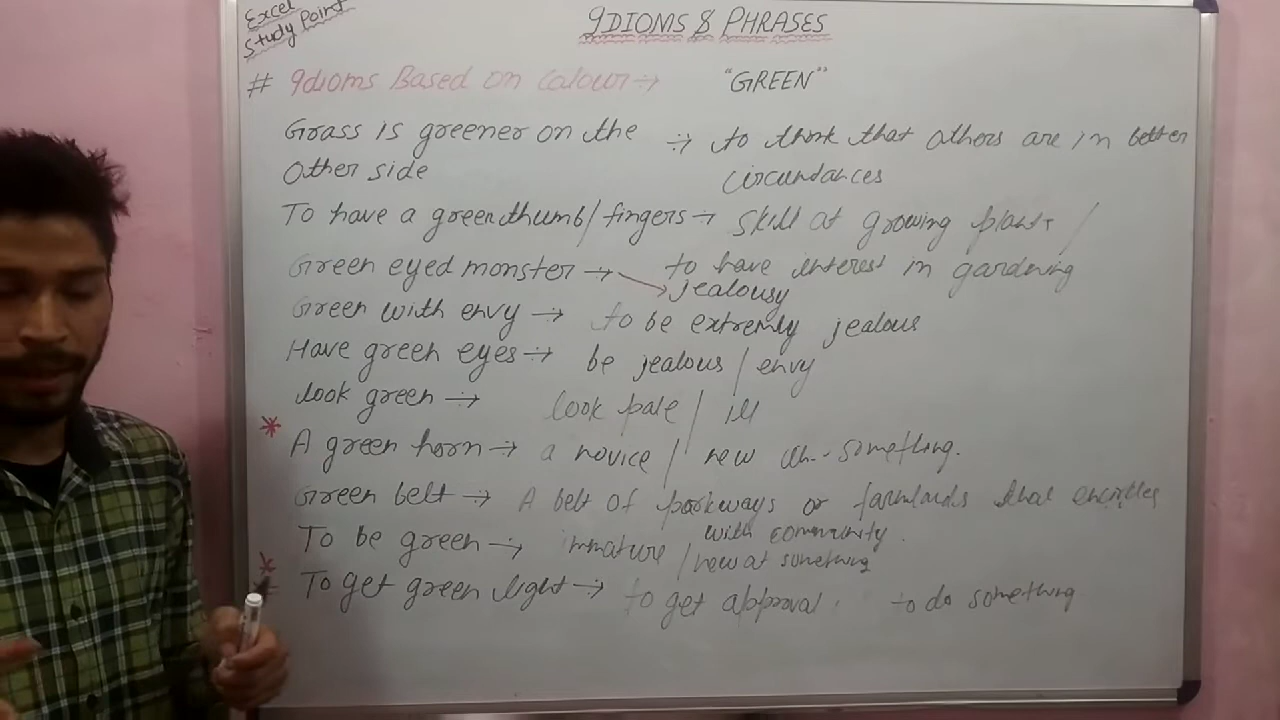 Excel
Study Point
IDIOMS & PHRASES
# Idioms Based on Colour → "GREEN"
Grass is greener on the → to think that others are in better
Other side circumdances
To have a green thumb/fingers → skill at growing plants /
Green eyed monster → to have interest in gardening
→ jealousy
Green with envy → to be extremly jealous
Have green eyes → be jealous / envy
look green → look pale / ill
* A green horn → a novice / new something.
Green belt → A belt of parkways or farmlands that encircles
with community.
To be green → immature / new at something
* To get green light → to get approval. to do something